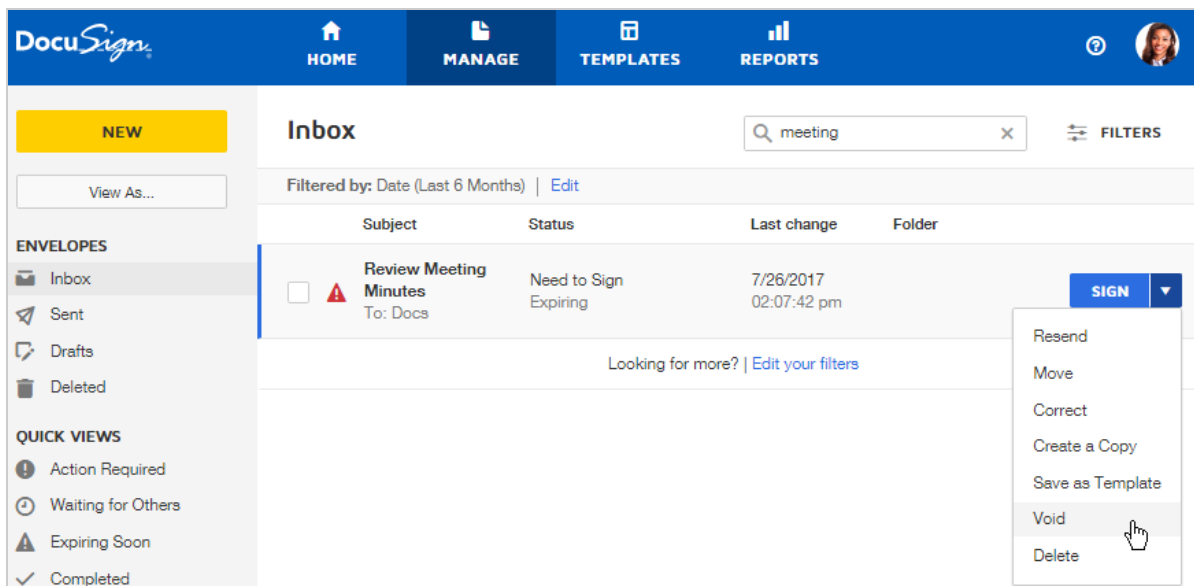 DocuSign
HOME
MANAGE
TEMPLATES
REPORTS
NEW
View As...
ENVELOPES
Inbox
Sent
Drafts
Deleted
QUICK VIEWS
Action Required
Waiting for Others
Expiring Soon
Completed
Inbox
meeting
FILTERS
Filtered by: Date (Last 6 Months) | Edit
Subject Status Last change Folder
Review Meeting
Minutes
To: Docs
Need to Sign
Expiring
7/26/2017
02:07:42 pm
SIGN
Looking for more? | Edit your filters
Resend
Move
Correct
Create a Copy
Save as Template
Void
Delete